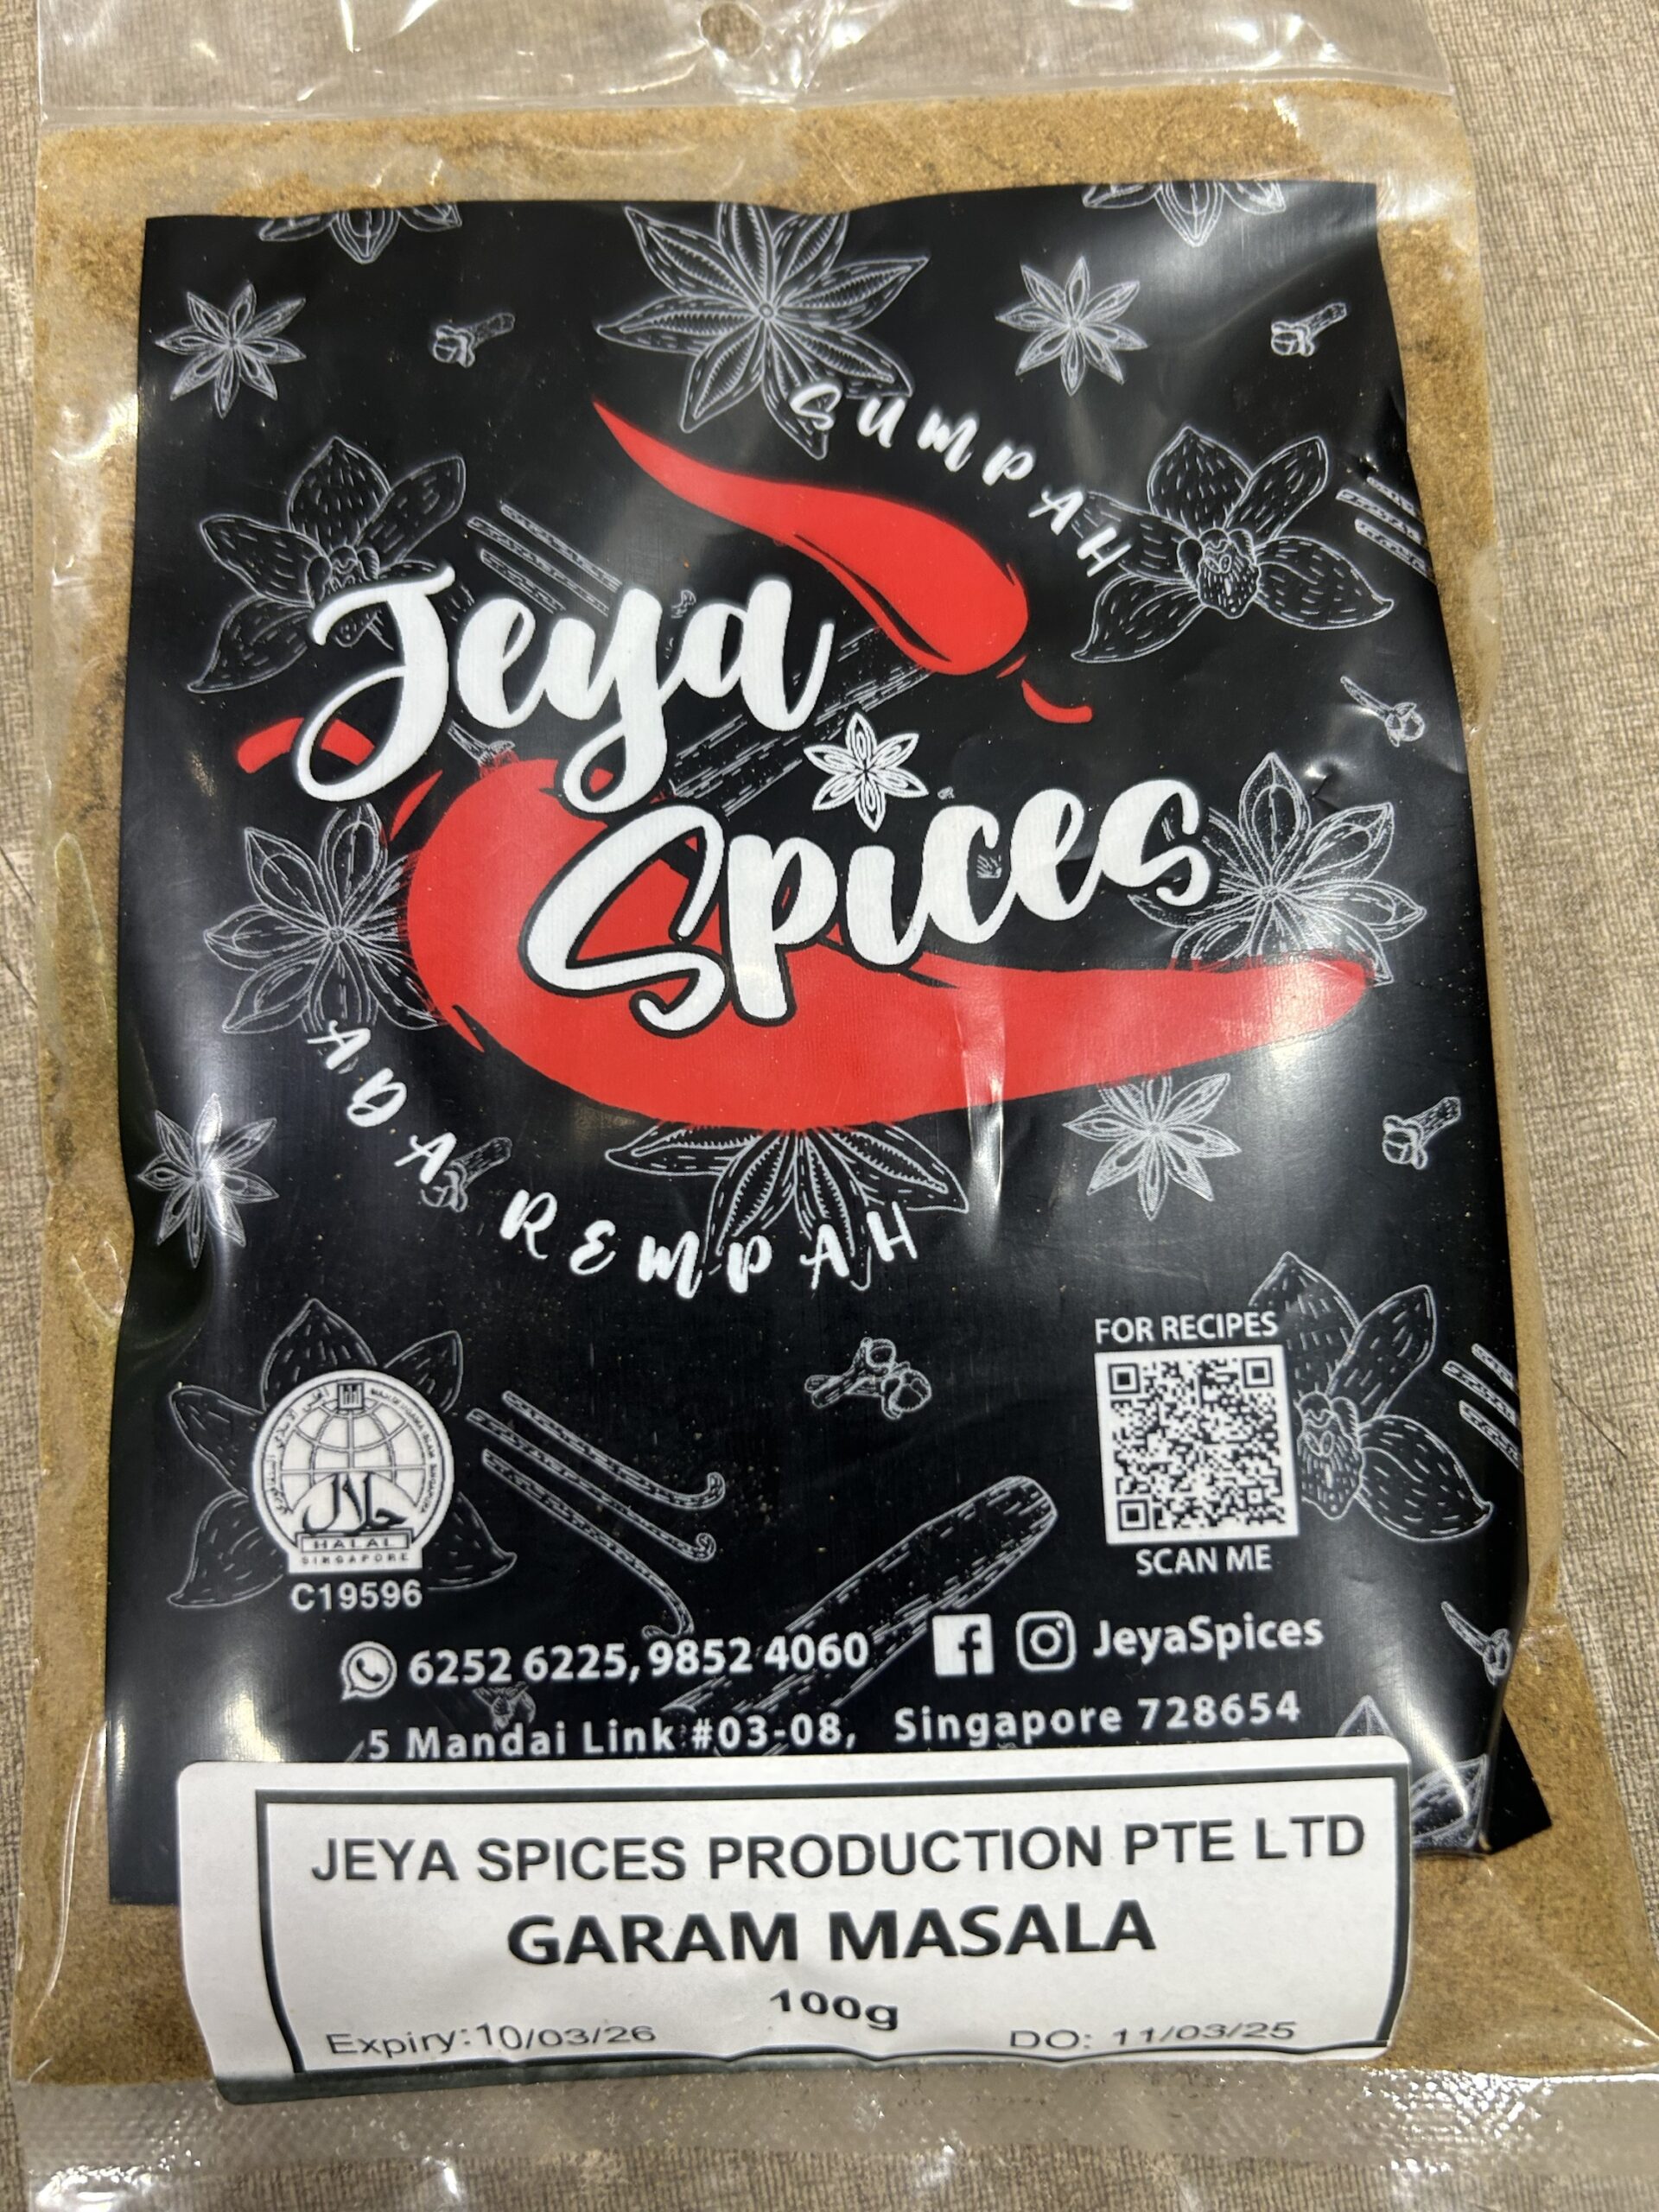 SUMPAH
Jeya
Spices
ADA REMPAH
FOR RECIPES
SCAN ME
حلال
HALAL
SINGAPORE
C19596
6252 6225, 9852 4060
JeyaSpices
5 Mandai Link #03-08, Singapore 728654
JEYA SPICES PRODUCTION PTE LTD
GARAM MASALA
100g
Expiry:10/03/26 DO: 11/03/25